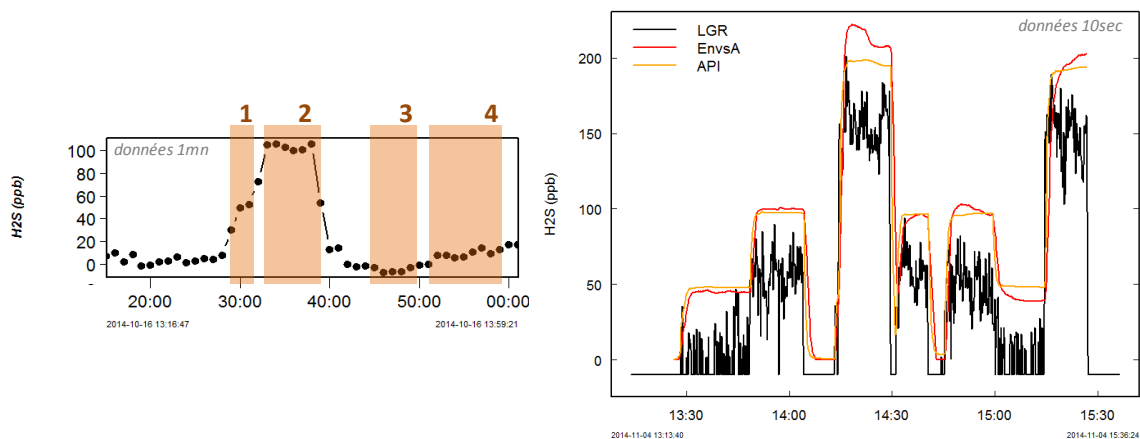 1 2 3 4
données 1mn
H2S (ppb)
100
80
60
40
20
0
-
20:00 30:00 40:00 50:00 00:00
2014-10-16 13:16:47 2014-10-16 13:59:21
données 10sec
LGR
EnvsA
API
H2S (ppb)
200
150
100
50
0
13:30 14:00 14:30 15:00 15:30
2014-11-04 13:13:40 2014-11-04 15:36:24